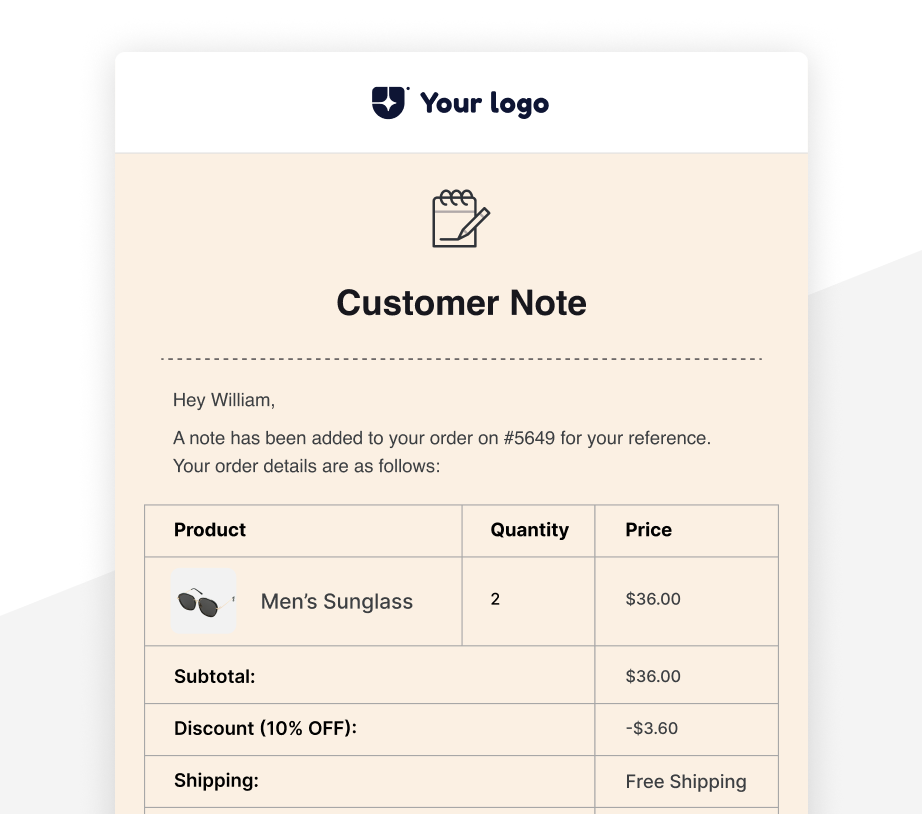 Your logo
Customer Note
Hey William,
A note has been added to your order on #5649 for your reference.
Your order details are as follows:
Product Quantity Price
Men’s Sunglass 2 $36.00
Subtotal: $36.00
Discount (10% OFF): -$3.60
Shipping: Free Shipping